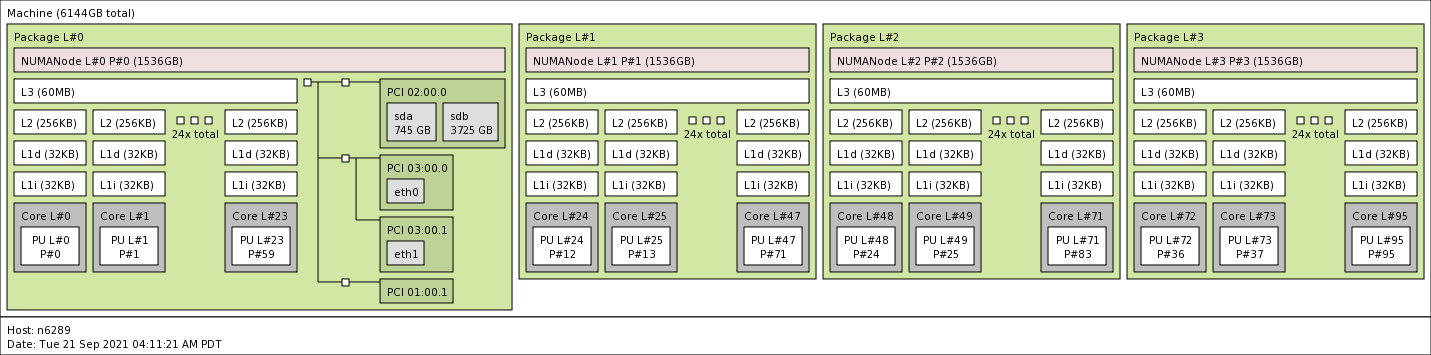 Machine (6144GB total)
Package L#0
NUMANode L#0 P#0 (1536GB)
L3 (60MB)
L2 (256KB)
L2 (256KB)
24x total
L2 (256KB)
L1d (32KB)
L1d (32KB)
L1d (32KB)
L1i (32KB)
L1i (32KB)
L1i (32KB)
Core L#0
PU L#0
P#0
Core L#1
PU L#1
P#1
Core L#23
PU L#23
P#59
PCI 02:00.0
sda
745 GB
sdb
3725 GB
PCI 03:00.0
eth0
PCI 03:00.1
eth1
PCI 01:00.1
Package L#1
NUMANode L#1 P#1 (1536GB)
L3 (60MB)
L2 (256KB)
L2 (256KB)
24x total
L2 (256KB)
L1d (32KB)
L1d (32KB)
L1d (32KB)
L1i (32KB)
L1i (32KB)
L1i (32KB)
Core L#24
PU L#24
P#12
Core L#25
PU L#25
P#13
Core L#47
PU L#47
P#71
Package L#2
NUMANode L#2 P#2 (1536GB)
L3 (60MB)
L2 (256KB)
L2 (256KB)
24x total
L2 (256KB)
L1d (32KB)
L1d (32KB)
L1d (32KB)
L1i (32KB)
L1i (32KB)
L1i (32KB)
Core L#48
PU L#48
P#24
Core L#49
PU L#49
P#25
Core L#71
PU L#71
P#83
Package L#3
NUMANode L#3 P#3 (1536GB)
L3 (60MB)
L2 (256KB)
L2 (256KB)
24x total
L2 (256KB)
L1d (32KB)
L1d (32KB)
L1d (32KB)
L1i (32KB)
L1i (32KB)
L1i (32KB)
Core L#72
PU L#72
P#36
Core L#73
PU L#73
P#37
Core L#95
PU L#95
P#95
Host: n6289
Date: Tue 21 Sep 2021 04:11:21 AM PDT